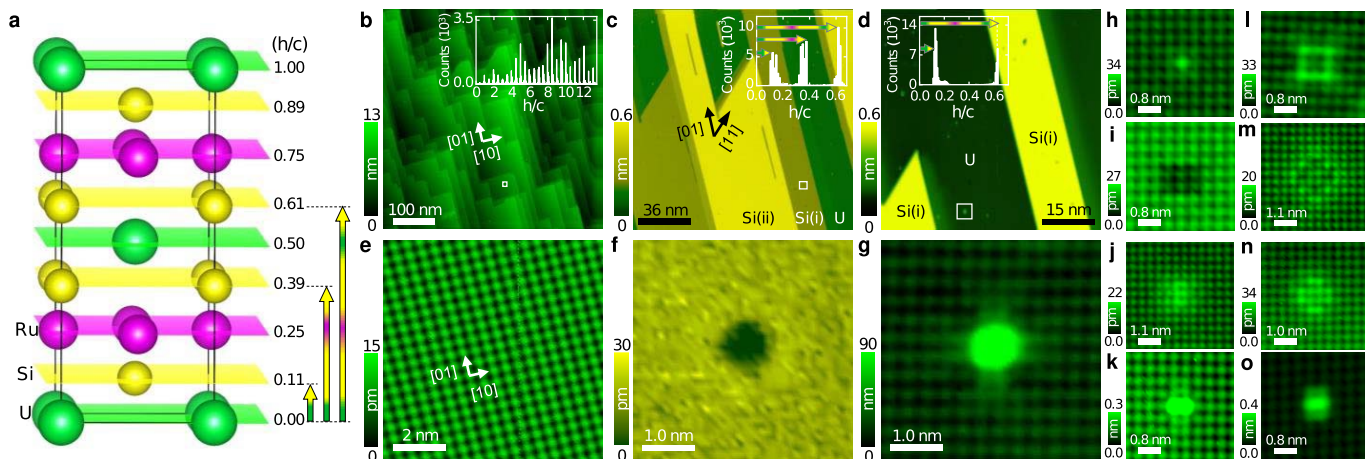 a
(h/c)
1.00
0.89
0.75
0.61
0.50
0.39
Ru
0.25
Si
0.11
U
0.00
b
13
nm
0
100 nm
[01]
[10]
Counts (10³)
3.5
0.0
0 2 4 6 8 10 12
h/c
c
0.6
nm
0
36 nm
[01]
[11]
Counts (10³)
10
5
0
0.0 0.2 0.4 0.6
h/c
Si(ii)
Si(i)
U
d
0.6
nm
0
Counts (10³)
14
7
0
0.0 0.2 0.4 0.6
h/c
Si(i)
U
Si(i)
15 nm
e
15
pm
0
[01]
[10]
2 nm
f
30
pm
0
1.0 nm
g
90
pm
0
1.0 nm
h
34
pm
0.0
0.8 nm
i
27
pm
0.0
0.8 nm
j
22
pm
0.0
1.1 nm
k
0.3
nm
0.0
0.8 nm
l
33
pm
0.0
0.8 nm
m
20
pm
0.0
1.1 nm
n
34
pm
0.0
1.0 nm
o
0.4
nm
0.0
0.8 nm